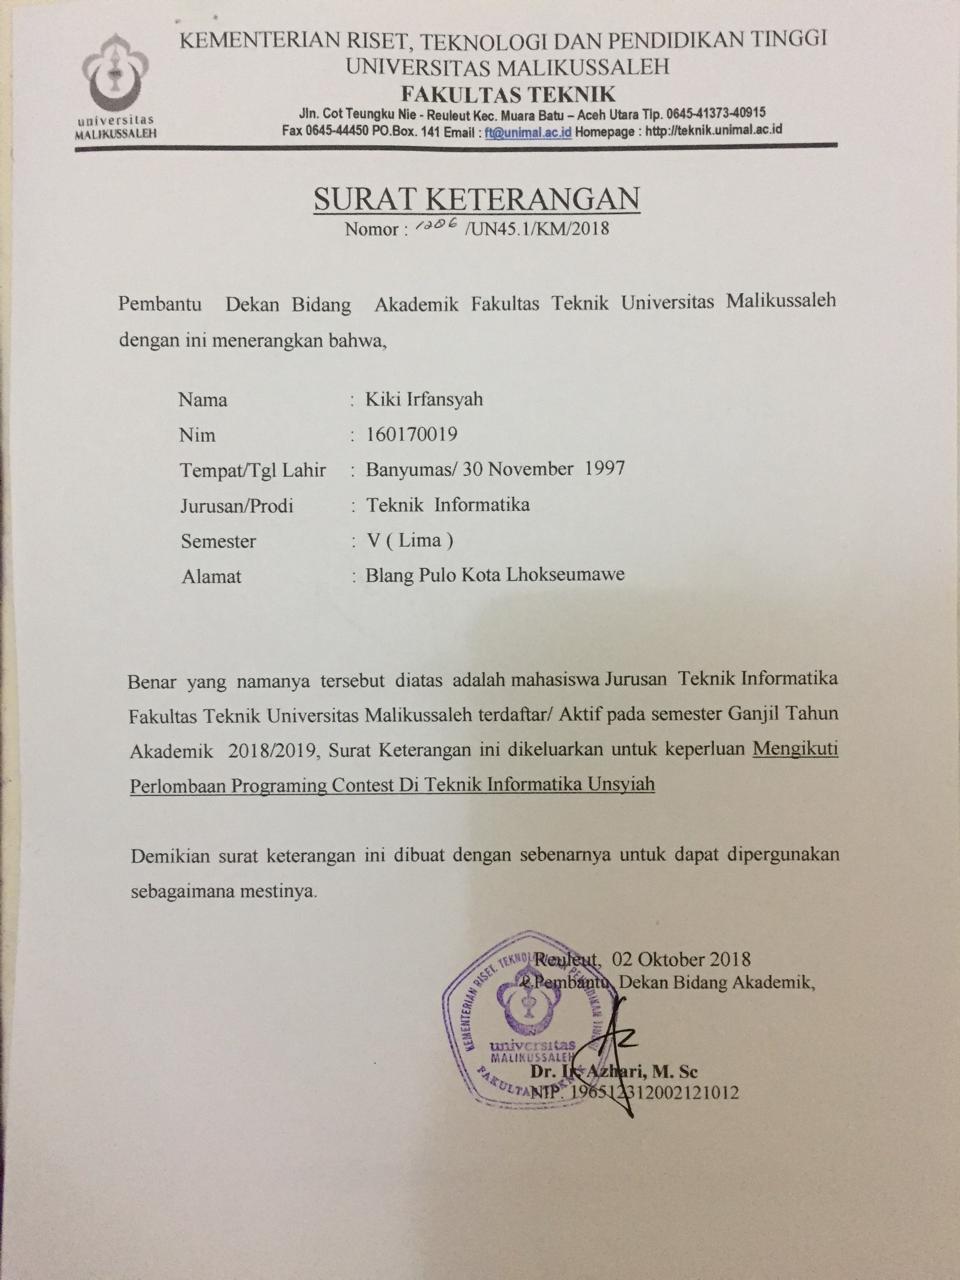 KEMENTERIAN RISET, TEKNOLOGI DAN PENDIDIKAN TINGGI
UNIVERSITAS MALIKUSSALEH
FAKULTAS TEKNIK
Jln. Cot Teungku Nie - Reuleut Kec. Muara Batu – Aceh Utara Tlp. 0645-41373-40915
Fax 0645-44450 PO.Box. 141 Email : ft@unimal.ac.id Homepage : http://teknik.unimal.ac.id
universitas
MALIKUSSALEH
SURAT KETERANGAN
Nomor : 1206 /UN45.1/KM/2018
Pembantu Dekan Bidang Akademik Fakultas Teknik Universitas Malikussaleh
dengan ini menerangkan bahwa,
Nama : Kiki Irfansyah
Nim : 160170019
Tempat/Tgl Lahir : Banyumas/ 30 November 1997
Jurusan/Prodi : Teknik Informatika
Semester : V ( Lima )
Alamat : Blang Pulo Kota Lhokseumawe
Benar yang namanya tersebut diatas adalah mahasiswa Jurusan Teknik Informatika
Fakultas Teknik Universitas Malikussaleh terdaftar/ Aktif pada semester Ganjil Tahun
Akademik 2018/2019, Surat Keterangan ini dikeluarkan untuk keperluan Mengikuti
Perlombaan Programing Contest Di Teknik Informatika Unsyiah
Demikian surat keterangan ini dibuat dengan sebenarnya untuk dapat dipergunakan
sebagaimana mestinya.
Reuleut, 02 Oktober 2018
Pembantu Dekan Bidang Akademik,
KEMENTERIAN RISET, TEKNOLOGI DAN PENDIDIKAN TINGGI
universitas
MALIKUSSALEH
FAKULTAS TEKNIK
Dr. Ir. Azhari, M. Sc
NIP. 196512312002121012